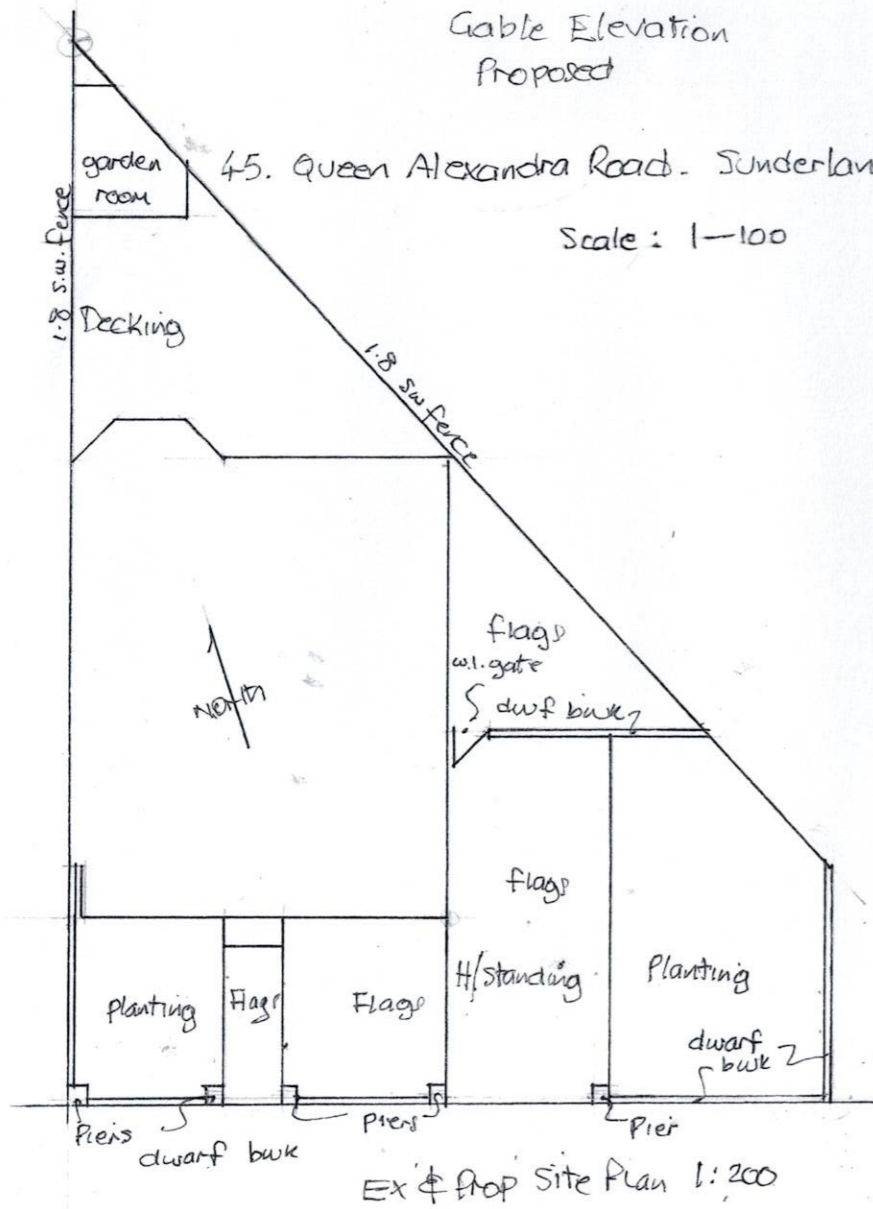 Gable Elevation
Proposed
45. Queen Alexandra Road. Sunderlan
Scale: 1-100
garden
room
1.8 s.w. fence
Decking
1.8 sw fence
North
flags
w.i. gate
dwf bwk
flags
H/Standing
Planting
Planting
Flags
Flags
dwarf
bwk
Piers
dwarf bwk
Piers
Pier
Ex & Prop Site Plan 1:200